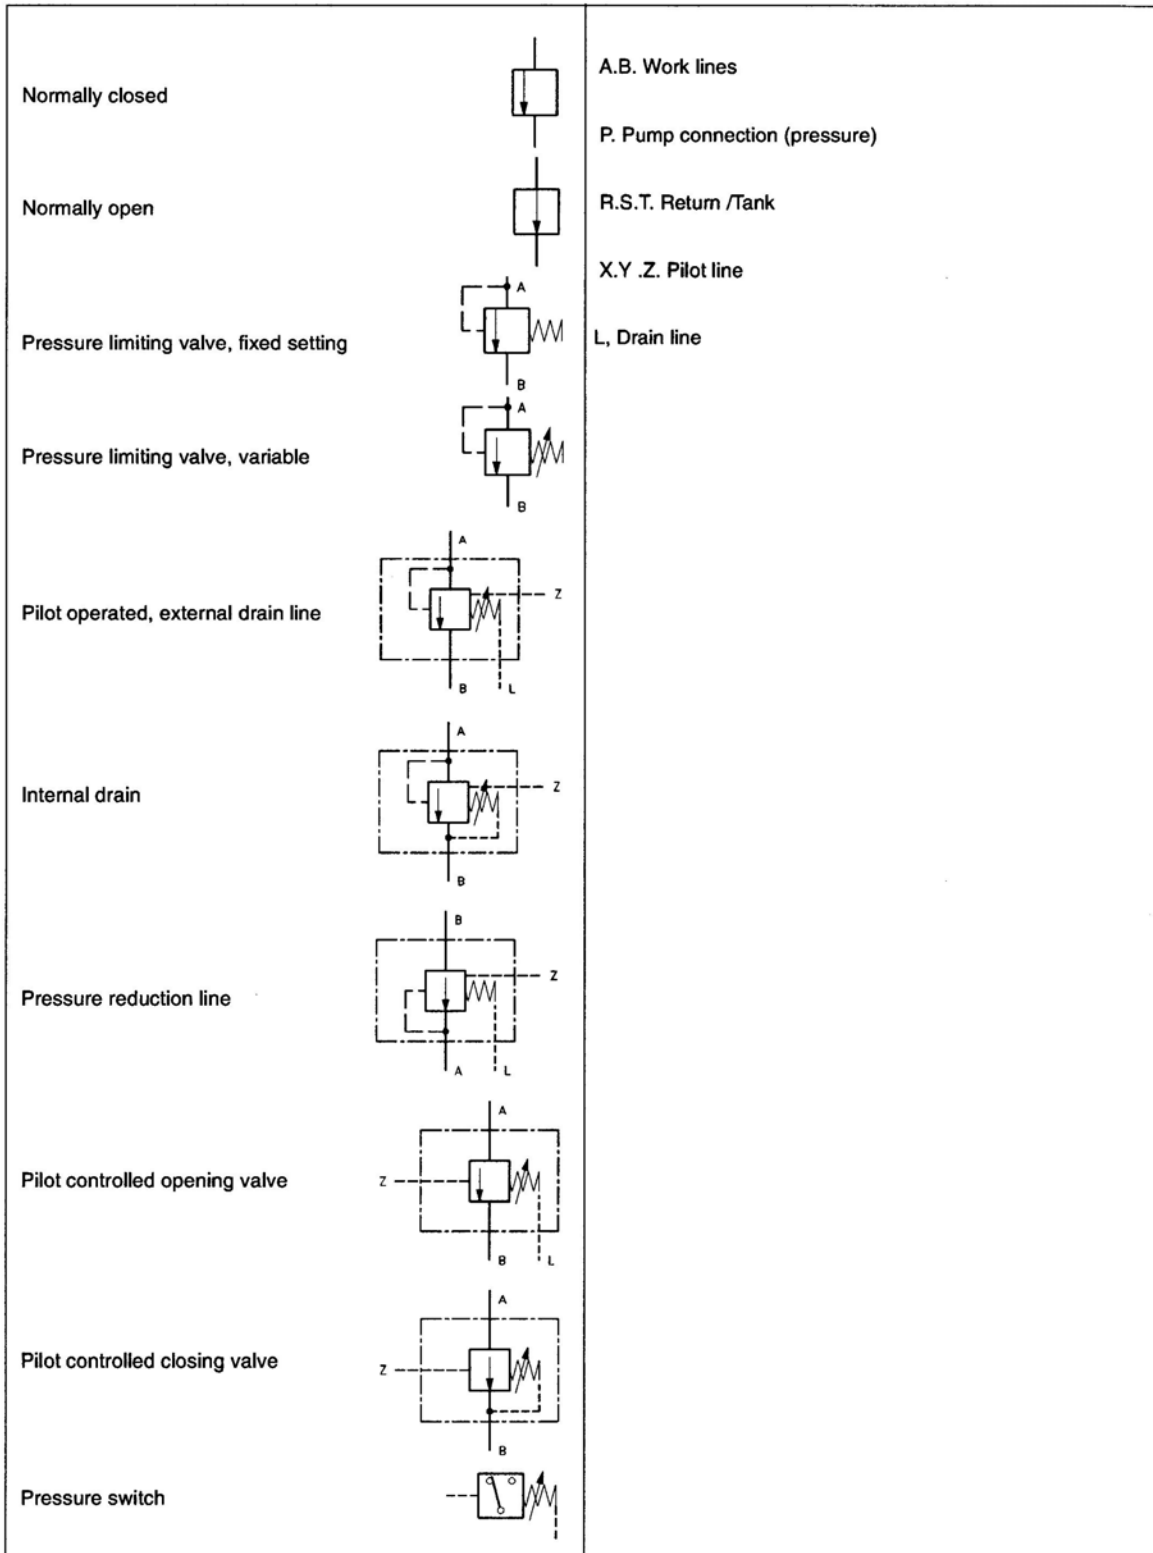 Normally closed
Normally open
A
Pressure limiting valve, fixed setting
B
A
Pressure limiting valve, variable
B
A
Z
Pilot operated, external drain line
B L
A
Z
Internal drain
B
B
Z
Pressure reduction line
A L
A
Pilot controlled opening valve
Z
B L
A
Pilot controlled closing valve
Z
B
Pressure switch
A.B. Work lines
P. Pump connection (pressure)
R.S.T. Return /Tank
X.Y .Z. Pilot line
L, Drain line